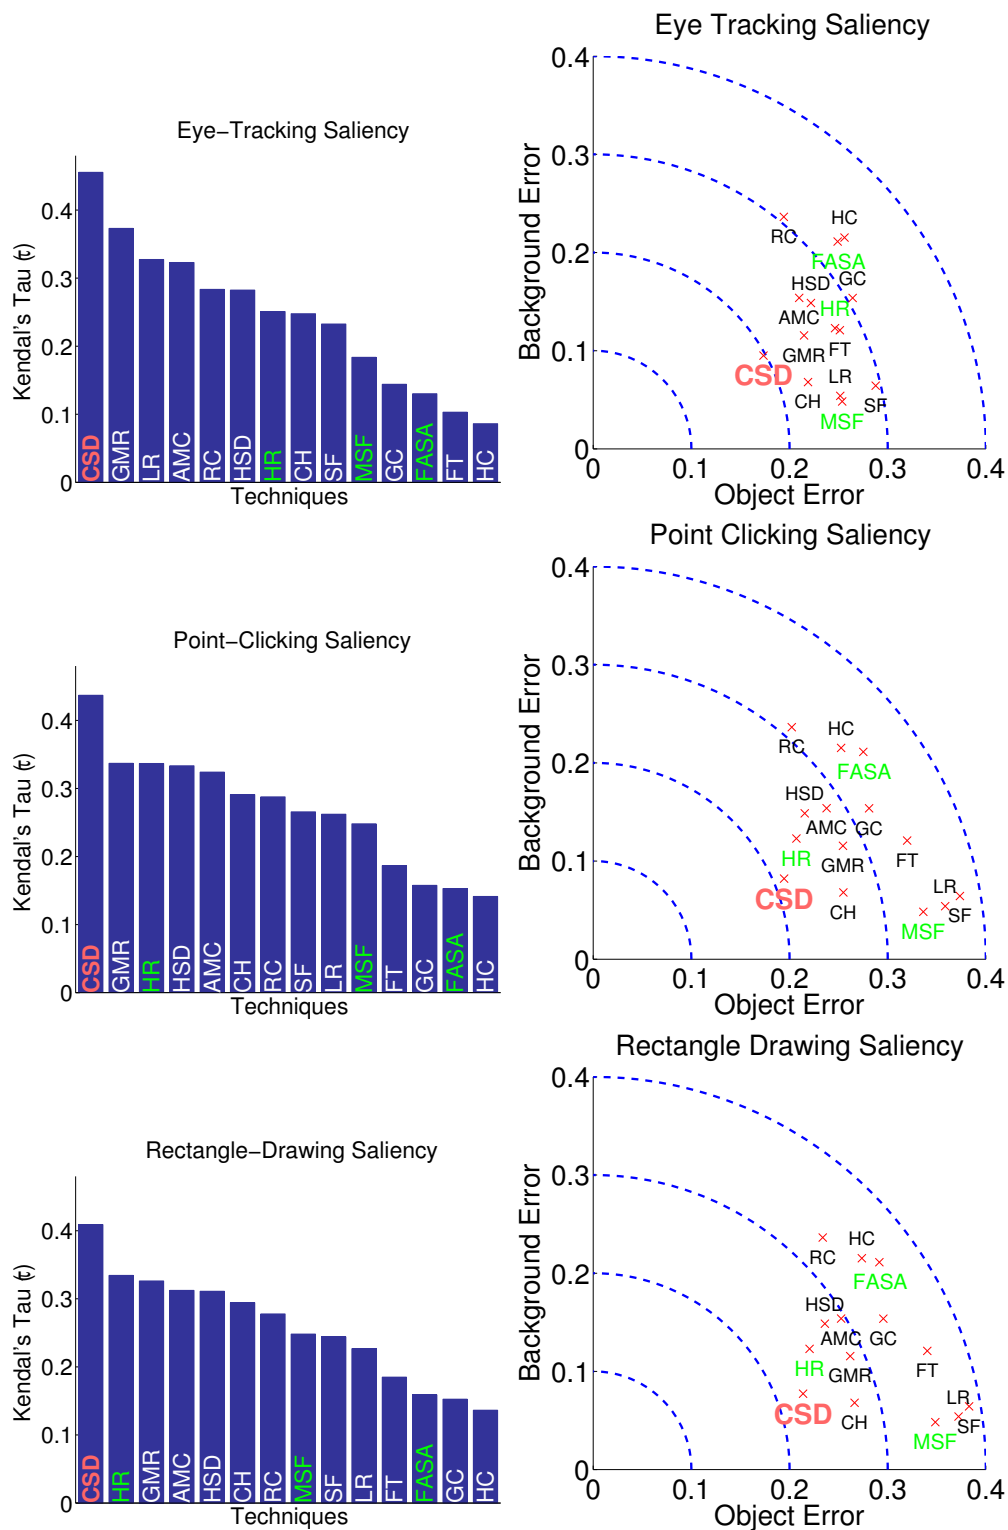 Eye−Tracking Saliency
Kendal's Tau (τ)
0.4
0.3
0.2
0.1
0
CSD
GMR
LR
AMC
RC
HSD
HR
CH
SF
MSF
GC
FASA
FT
HC
Techniques
Eye Tracking Saliency
Background Error
0.4
0.3
0.2
0.1
0
RC
HC
FASA
HSD
GC
AMC
HR
GMR
FT
CSD
LR
CH
SF
MSF
0
0.1
0.2
0.3
0.4
Object Error
Point−Clicking Saliency
Kendal's Tau (τ)
0.4
0.3
0.2
0.1
0
CSD
GMR
HR
HSD
AMC
CH
RC
SF
LR
MSF
FT
GC
FASA
HC
Techniques
Point Clicking Saliency
Background Error
0.4
0.3
0.2
0.1
0
HC
RC
FASA
HSD
AMC
GC
HR
GMR
FT
CSD
CH
LR
SF
MSF
0
0.1
0.2
0.3
0.4
Object Error
Rectangle−Drawing Saliency
Kendal's Tau (τ)
0.4
0.3
0.2
0.1
0
CSD
HR
GMR
AMC
HSD
CH
RC
MSF
SF
LR
FT
FASA
GC
HC
Techniques
Rectangle Drawing Saliency
Background Error
0.4
0.3
0.2
0.1
0
HC
RC
FASA
HSD
AMC
GC
HR
GMR
FT
CSD
CH
LR
SF
MSF
0
0.1
0.2
0.3
0.4
Object Error